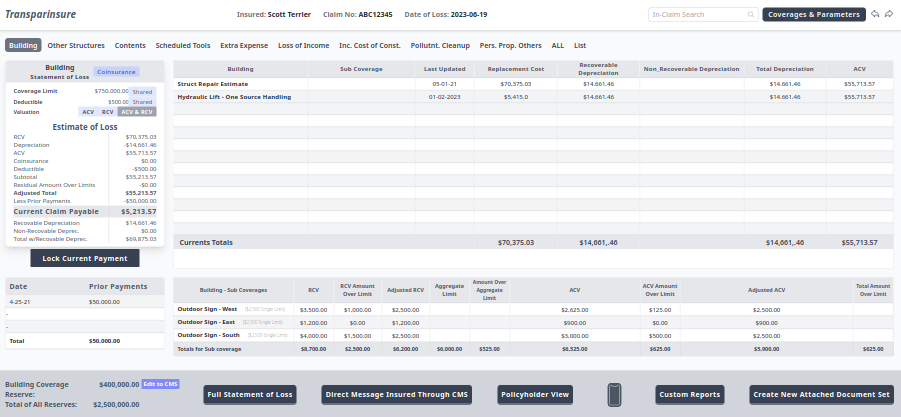 Transparinsure
Insured: Scott Terrier Claim No: ABC12345 Date of Loss: 2023-06-19
In-Claim Search
Coverages & Parameters
Building Other Structures Contents Scheduled Tools Extra Expense Loss of Income Inc. Cost of Const. Pollutnt. Cleanup Pers. Prop. Others ALL List
Building
Statement of Loss
Coinsurance
Coverage Limit $750,000.00 Shared
Deductible $500.00 Shared
Valuation ACV RCV ACV & RCV
Estimate of Loss
RCV $70,375.03
Depreciation -$14,661.46
ACV $55,713.57
Coinsurance $0.00
Deductible -$500.00
Subtotal $55,213.57
Residual Amount Over Limits -$0.00
Adjusted Total $55.213.57
Less Prior Payments -$50,000.00
Current Claim Payable $5,213.57
Recovable Depreciation $14,661.46
Non-Recovable Deprec. $0.00
Total w/Recovable Deprec. $69,875.03
Lock Current Payment
Building Sub Coverage Last Updated Replacement Cost Recoverable Depreciation Non_Recoverable Depreciation Total Depreciation ACV
Struct Repair Estimate 05-01-21 $70,375.03 $14.661.46 $14.661.46 $55,713.57
Hydraulic Lift - One Source Handling 01-02-2023 $5,415.0 $14.661.46 $14.661.46 $55,713.57
Currents Totals $70,375.03 $14,661,.46 $14,661,.46 $55,713.57
Date Prior Payments
4-25-21 $50,000.00
-
-
Total $50,000.00
Building - Sub Coverages RCV RCV Amount Over Limit Adjusted RCV Aggregate Limit Amount Over Aggregate Limit ACV ACV Amount Over Limit Adjusted ACV Total Amount Over Limit
Outdoor Sign - West ($2,500 Single Limit) $3,500.00 $1,000.00 $2,500.00 $2,625.00 $125.00 $2,500.00
Outdoor Sign - East ($2,500 Single Limit) $1,200.00 $0.00 $1,200.00 $900.00 $0.00 $900.00
Outdoor Sign - South ($2,500 Single Limit) $4,000.00 $1,500.00 $2,500.00 $3,000.00 $500.00 $2,500.00
Totals for Sub coverage $8,700.00 $2,500.00 $6,200.00 $6,000.00 $525.00 $6,525.00 $625.00 $5,900.00 $625.00
Building Coverage Reserve: $400,000.00 Edit to CMS
Total of All Reserves: $2,500,000.00
Full Statement of Loss
Direct Message Insured Through CMS
Policyholder View
Custom Reports
Create New Attached Document Set